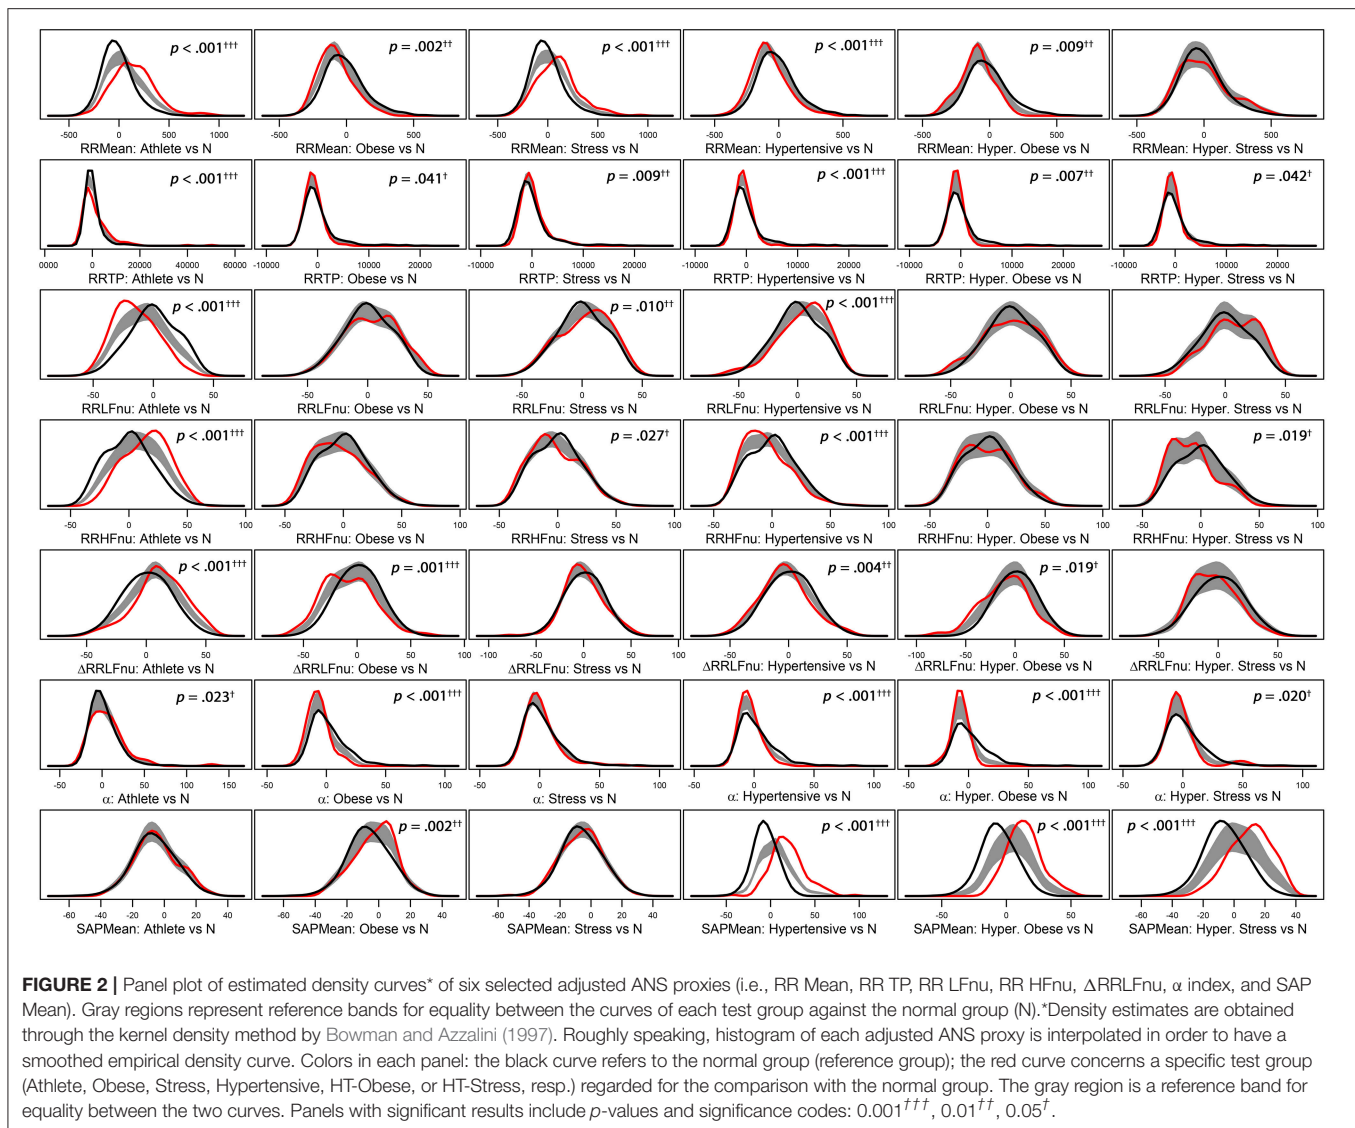 p < .001†††
p = .002††
p < .001†††
p < .001†††
p = .009††
-500 0 500 1000
-500 0 500
-500 0 500 1000
-500 0 500
-500 0 500
-500 0 500
RRMean: Athlete vs N
RRMean: Obese vs N
RRMean: Stress vs N
RRMean: Hypertensive vs N
RRMean: Hyper. Obese vs N
RRMean: Hyper. Stress vs N
p < .001†††
p = .041†
p = .009††
p < .001†††
p = .007††
p = .042†
00000 0 20000 40000 60000
-10000 0 10000 20000
-10000 0 10000 20000
-10000 0 10000 20000
-10000 0 10000 20000
-10000 0 10000 20000
RRTP: Athlete vs N
RRTP: Obese vs N
RRTP: Stress vs N
RRTP: Hypertensive vs N
RRTP: Hyper. Obese vs N
RRTP: Hyper. Stress vs N
p < .001†††
p = .010††
p < .001†††
-50 0 50
-50 0 50
-50 0 50
-50 0 50
-50 0 50
-50 0 50
RRLFnu: Athlete vs N
RRLFnu: Obese vs N
RRLFnu: Stress vs N
RRLFnu: Hypertensive vs N
RRLFnu: Hyper. Obese vs N
RRLFnu: Hyper. Stress vs N
p < .001†††
p = .027†
p < .001†††
p = .019†
-50 0 50 100
-50 0 50 100
-50 0 50 100
-50 0 50 100
-50 0 50 100
-50 0 50 100
RRHFnu: Athlete vs N
RRHFnu: Obese vs N
RRHFnu: Stress vs N
RRHFnu: Hypertensive vs N
RRHFnu: Hyper. Obese vs N
RRHFnu: Hyper. Stress vs N
p < .001†††
p = .001†††
p = .004††
p = .019†
-50 0 50
-50 0 50 100
-100 -50 0 50 100
-50 0 50
-100 -50 0 50 100
-50 0 50
ΔRRLFnu: Athlete vs N
ΔRRLFnu: Obese vs N
ΔRRLFnu: Stress vs N
ΔRRLFnu: Hypertensive vs N
ΔRRLFnu: Hyper. Obese vs N
ΔRRLFnu: Hyper. Stress vs N
p = .023†
p < .001†††
p < .001†††
p < .001†††
p = .020†
-50 0 50 100 150
-50 0 50 100
-50 0 50 100
-50 0 50 100
-50 0 50 100
-50 0 50 100
α: Athlete vs N
α: Obese vs N
α: Stress vs N
α: Hypertensive vs N
α: Hyper. Obese vs N
α: Hyper. Stress vs N
p = .002††
p < .001†††
p < .001†††
p < .001†††
-60 -40 -20 0 20 40
-60 -40 -20 0 20 40
-60 -40 -20 0 20 40
-50 0 50 100
-50 0 50
-60 -40 -20 0 20 40
SAPMean: Athlete vs N
SAPMean: Obese vs N
SAPMean: Stress vs N
SAPMean: Hypertensive vs N
SAPMean: Hyper. Obese vs N
SAPMean: Hyper. Stress vs N
FIGURE 2 | Panel plot of estimated density curves* of six selected adjusted ANS proxies (i.e., RR Mean, RR TP, RR LFnu, RR HFnu, ΔRRLFnu, α index, and SAP
Mean). Gray regions represent reference bands for equality between the curves of each test group against the normal group (N).*Density estimates are obtained
through the kernel density method by Bowman and Azzalini (1997). Roughly speaking, histogram of each adjusted ANS proxy is interpolated in order to have a
smoothed empirical density curve. Colors in each panel: the black curve refers to the normal group (reference group); the red curve concerns a specific test group
(Athlete, Obese, Stress, Hypertensive, HT-Obese, or HT-Stress, resp.) regarded for the comparison with the normal group. The gray region is a reference band for
equality between the two curves. Panels with significant results include p-values and significance codes: 0.001†††, 0.01††, 0.05†.